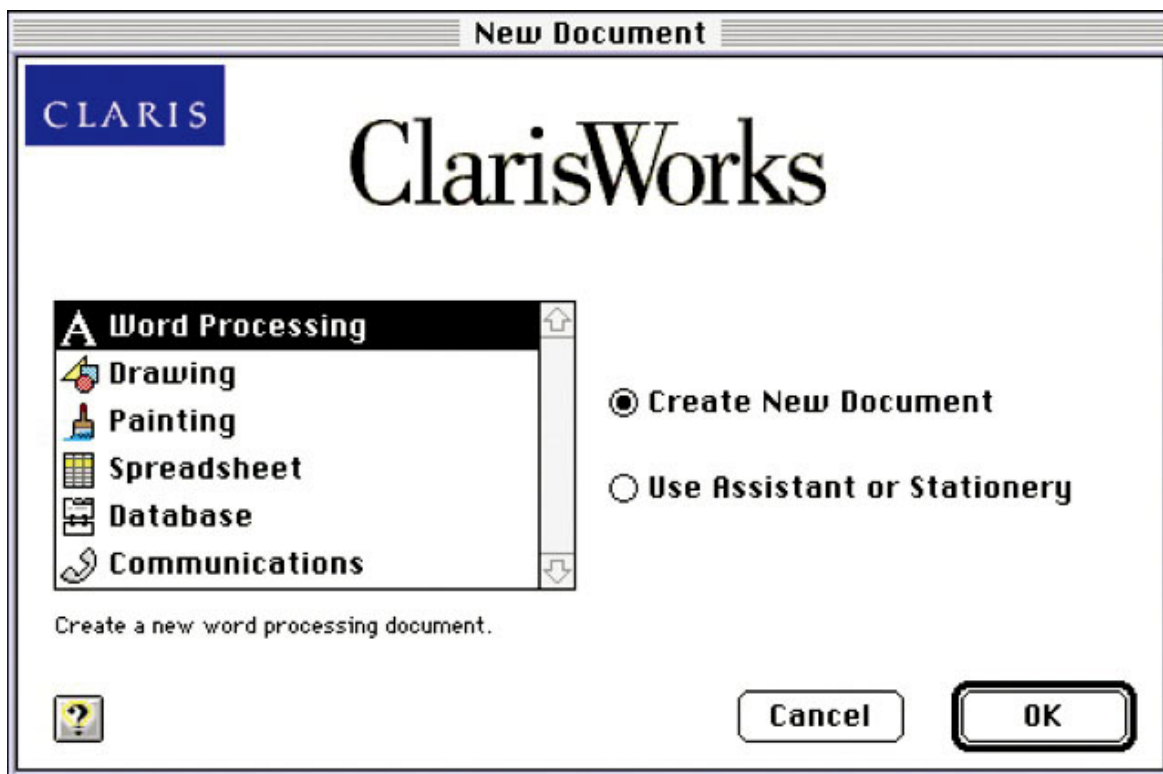 New Document
CLARIS
ClarisWorks
Word Processing
Drawing
Painting
Spreadsheet
Database
Communications
Create New Document
Use Assistant or Stationery
Create a new word processing document.
?
Cancel
OK